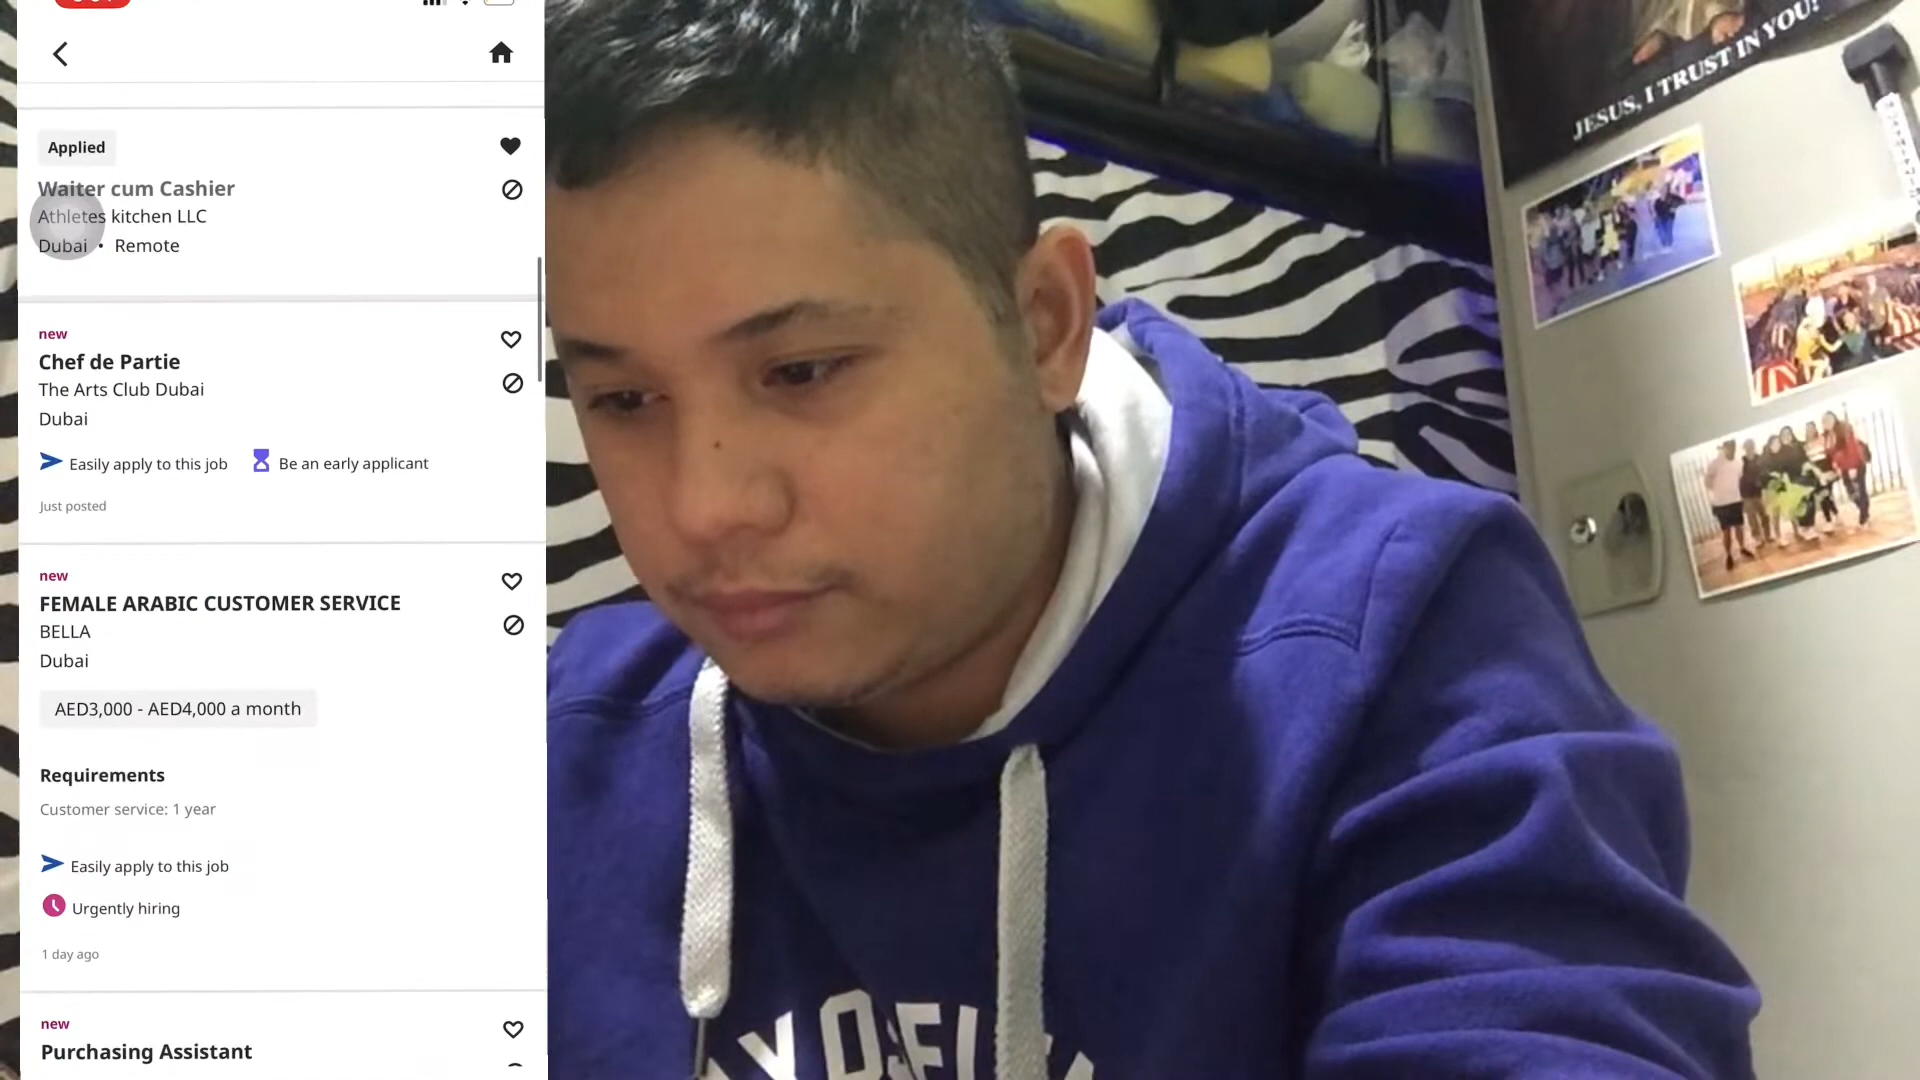 Applied
Waiter cum Cashier
Athletes kitchen LLC
Dubai • Remote
new
Chef de Partie
The Arts Club Dubai
Dubai
Easily apply to this job
Be an early applicant
Just posted
new
FEMALE ARABIC CUSTOMER SERVICE
BELLA
Dubai
AED3,000 - AED4,000 a month
Requirements
Customer service: 1 year
Easily apply to this job
Urgently hiring
1 day ago
new
Purchasing Assistant
JESUS, I TRUST IN YOU!